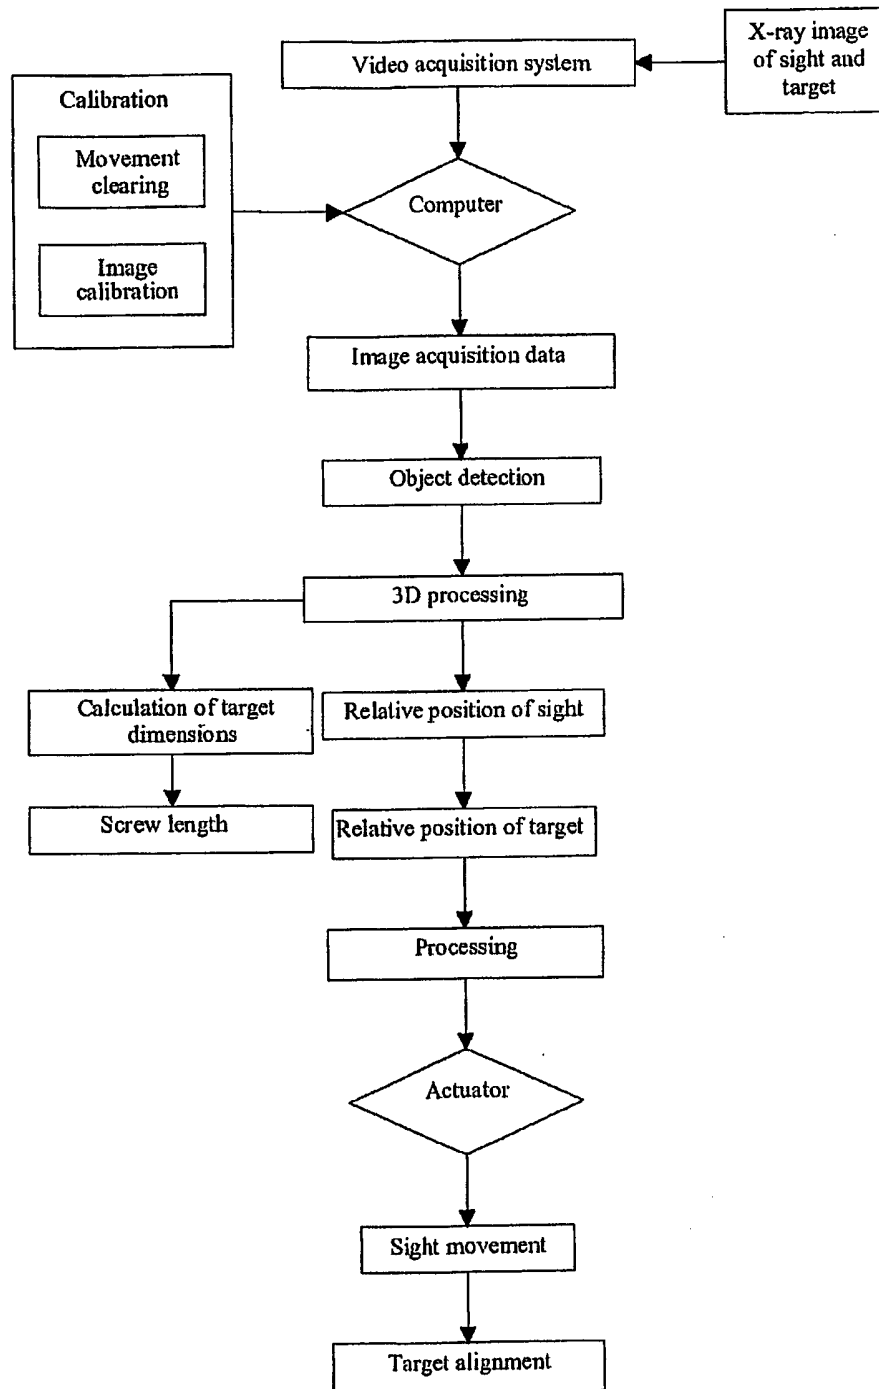 X-ray image
of sight and
target
Video acquisition system
Calibration
Movement
clearing
Image
calibration
Computer
Image acquisition data
Object detection
3D processing
Calculation of target
dimensions
Screw length
Relative position of sight
Relative position of target
Processing
Actuator
Sight movement
Target alignment